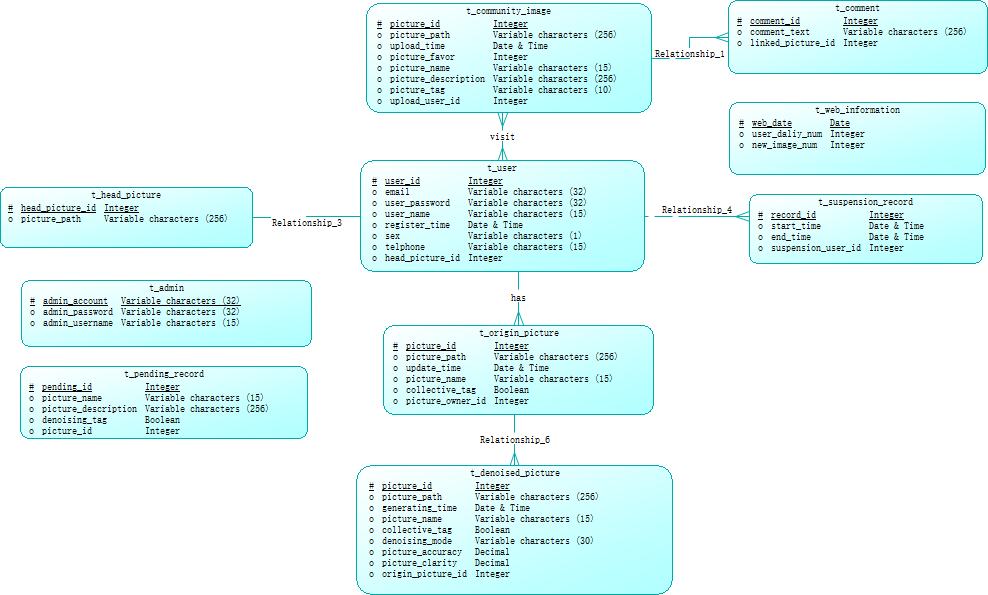 t_community_image
# picture_id Integer
o picture_path Variable characters (256)
o upload_time Date & Time
o picture_favor Integer
o picture_name Variable characters (15)
o picture_description Variable characters (256)
o picture_tag Variable characters (10)
o upload_user_id Integer
Relationship_1
t_comment
# comment_id Integer
o comment_text Variable characters (256)
o linked_picture_id Integer
t_web_information
# web_date Date
o user_daliy_num Integer
o new_image_num Integer
visit
t_user
# user_id Integer
o email Variable characters (32)
o user_password Variable characters (32)
o user_name Variable characters (15)
o register_time Date & Time
o sex Variable characters (1)
o telphone Variable characters (15)
o head_picture_id Integer
t_head_picture
# head_picture_id Integer
o picture_path Variable characters (256)
Relationship_3
Relationship_4
t_suspension_record
# record_id Integer
o start_time Date & Time
o end_time Date & Time
o suspension_user_id Integer
t_admin
# admin_account Variable characters (32)
o admin_password Variable characters (32)
o admin_username Variable characters (15)
has
t_origin_picture
# picture_id Integer
o picture_path Variable characters (256)
o update_time Date & Time
o picture_name Variable characters (15)
o collective_tag Boolean
o picture_owner_id Integer
t_pending_record
# pending_id Integer
o picture_name Variable characters (15)
o picture_description Variable characters (256)
o denoising_tag Boolean
o picture_id Integer
Relationship_6
t_denoised_picture
# picture_id Integer
o picture_path Variable characters (256)
o generating_time Date & Time
o picture_name Variable characters (15)
o collective_tag Boolean
o denoising_mode Variable characters (30)
o picture_accuracy Decimal
o picture_clarity Decimal
o origin_picture_id Integer